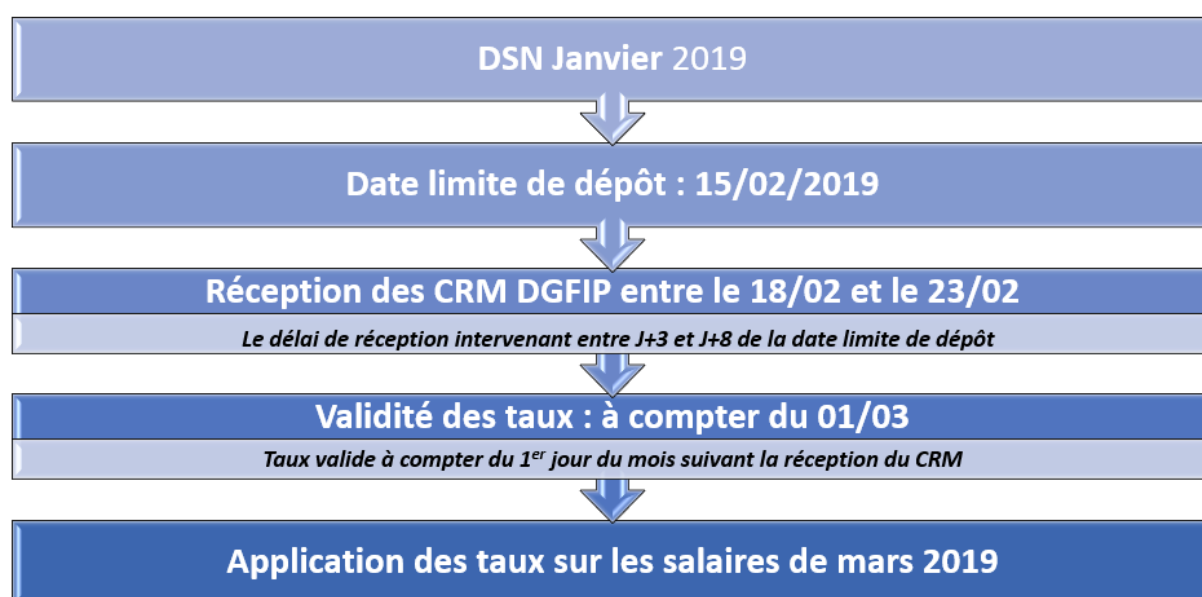 DSN Janvier 2019
Date limite de dépôt : 15/02/2019
Réception des CRM DGFIP entre le 18/02 et le 23/02
Le délai de réception intervenant entre J+3 et J+8 de la date limite de dépôt
Validité des taux : à compter du 01/03
Taux valide à compter du 1er jour du mois suivant la réception du CRM
Application des taux sur les salaires de mars 2019